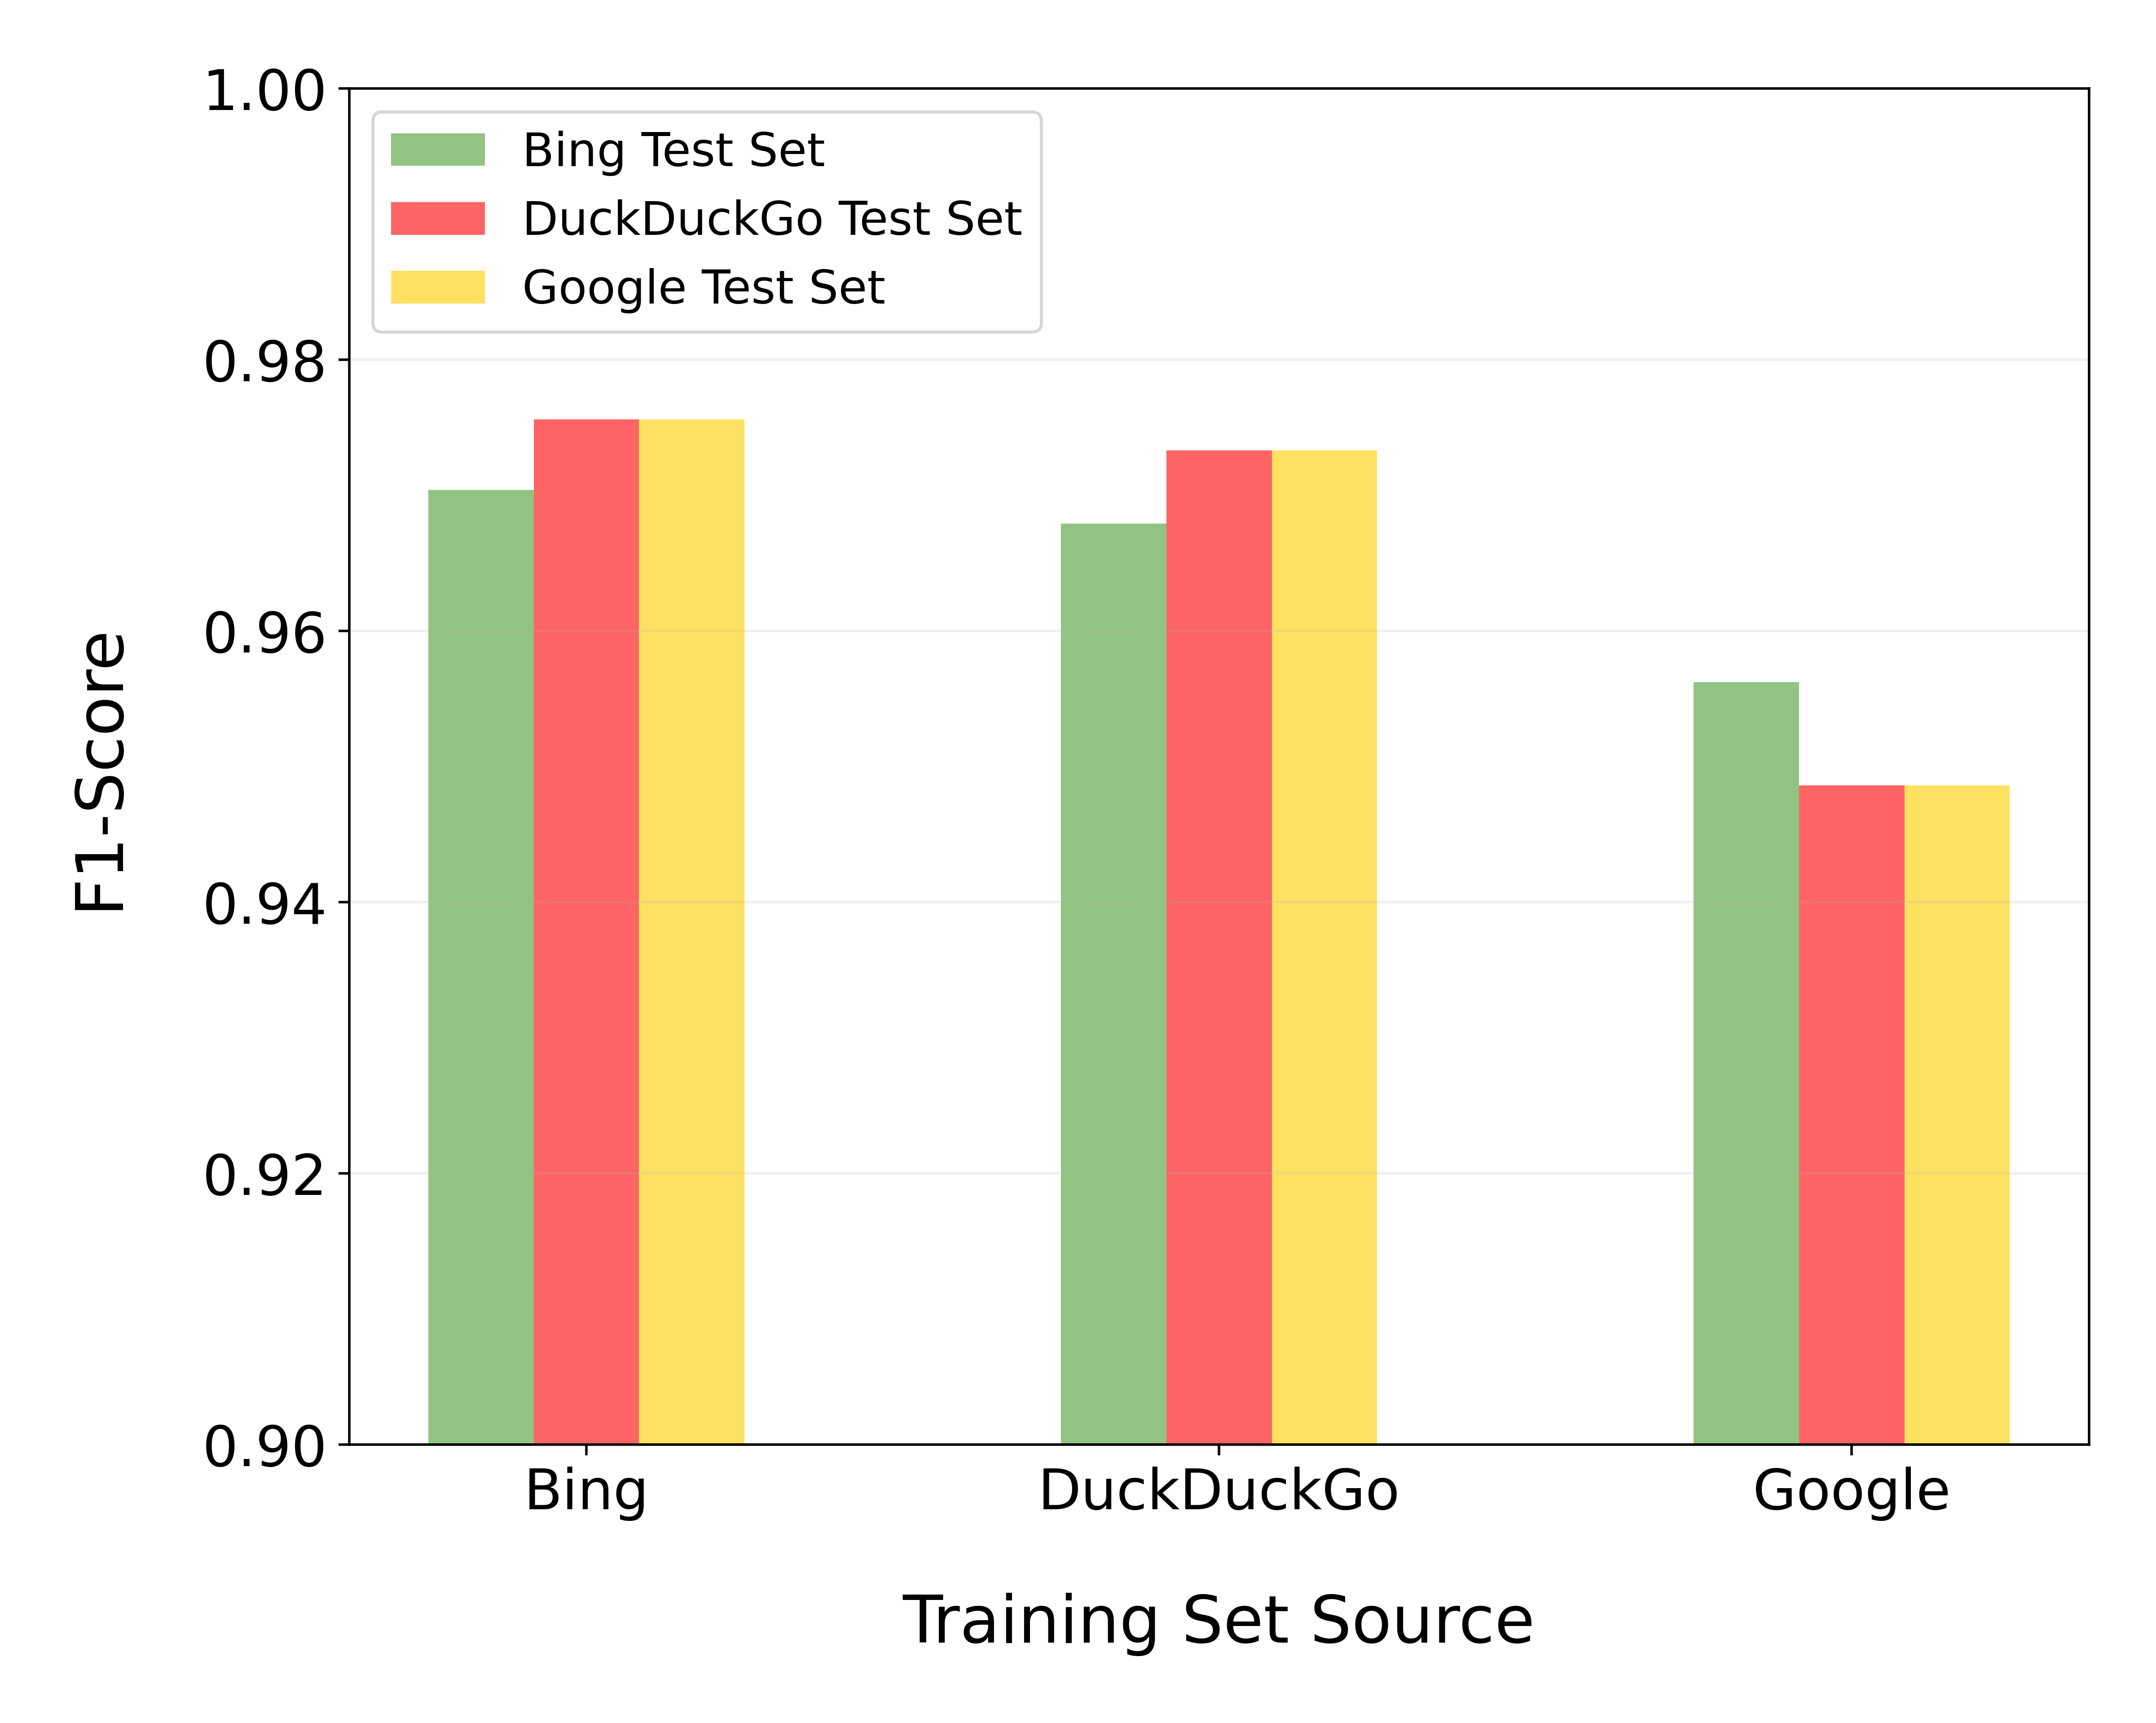 1.00
0.98
0.96
0.94
0.92
0.90
F1-Score
Bing Test Set
DuckDuckGo Test Set
Google Test Set
Bing
DuckDuckGo
Google
Training Set Source